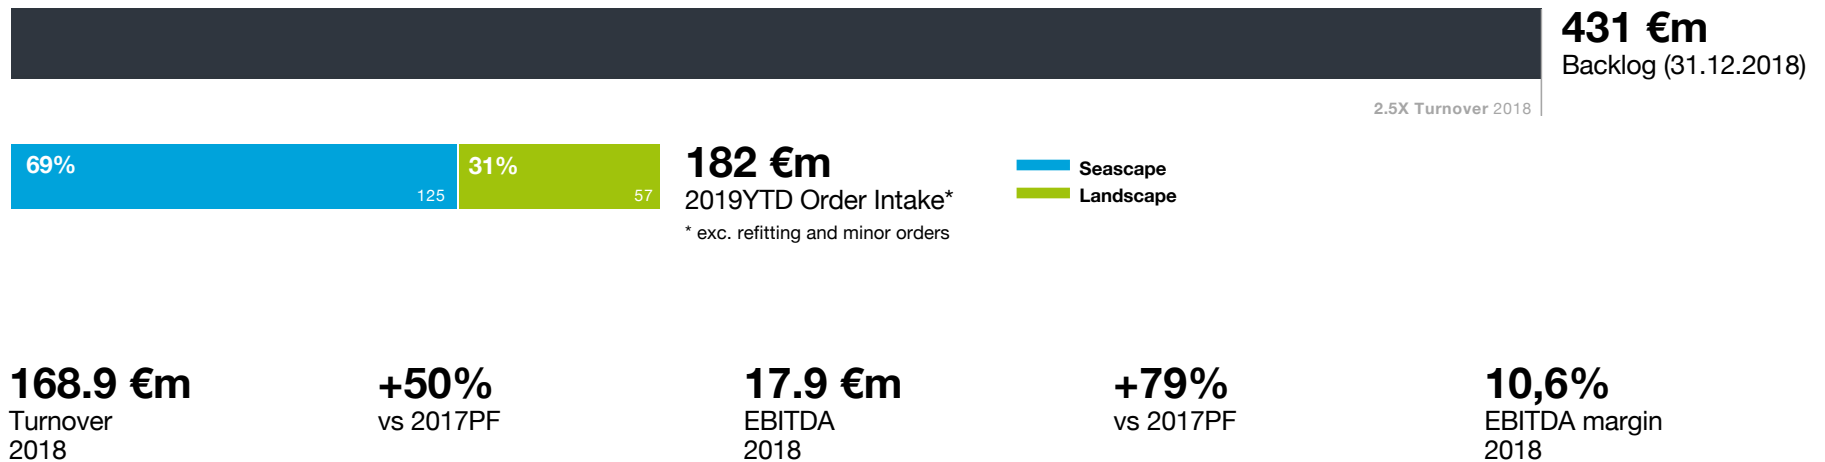 431 €m
Backlog (31.12.2018)
2.5X Turnover 2018
69%
125
31%
57
182 €m
2019YTD Order Intake*
* exc. refitting and minor orders
Seascape
Landscape
168.9 €m
Turnover
2018
+50%
vs 2017PF
17.9 €m
EBITDA
2018
+79%
vs 2017PF
10,6%
EBITDA margin
2018